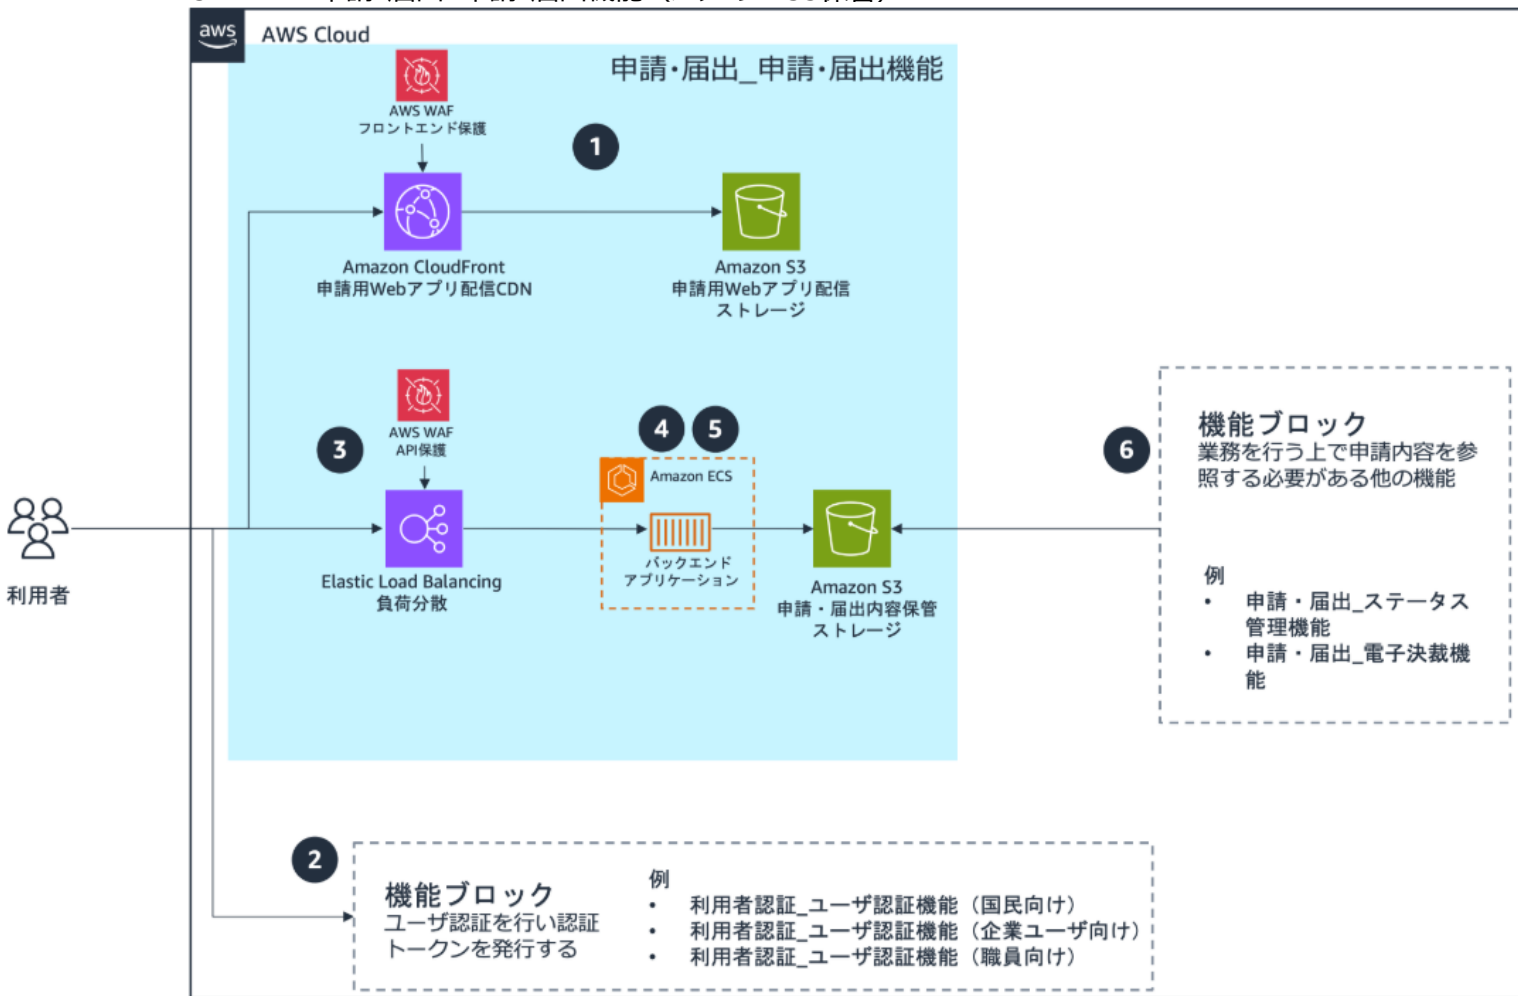 aws
AWS Cloud
申請・届出_申請・届出機能
AWS WAF
フロントエンド保護
1
Amazon CloudFront
申請用Webアプリ配信CDN
Amazon S3
申請用Webアプリ配信
ストレージ
AWS WAF
API保護
3
4
5
Amazon ECS
バックエンド
アプリケーション
Elastic Load Balancing
負荷分散
Amazon S3
申請・届出内容保管
ストレージ
利用者
6
機能ブロック
業務を行う上で申請内容を参
照する必要がある他の機能
例
• 申請・届出_ステータス
管理機能
• 申請・届出_電子決裁機
能
2
機能ブロック
ユーザ認証を行い認証
トークンを発行する
例
• 利用者認証_ユーザ認証機能（国民向け）
• 利用者認証_ユーザ認証機能（企業ユーザ向け）
• 利用者認証_ユーザ認証機能（職員向け）